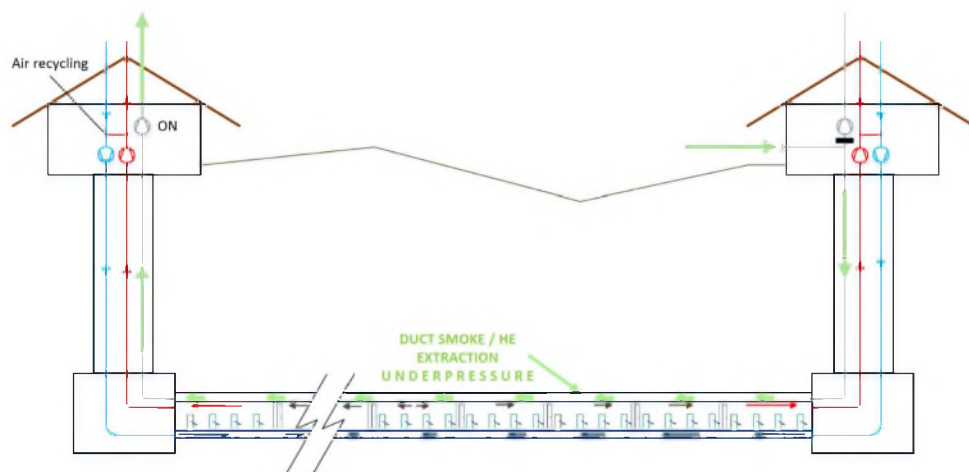 Air recycling
ON
DUCT SMOKE / HE
EXTRACTION
UNDERPRESSURE